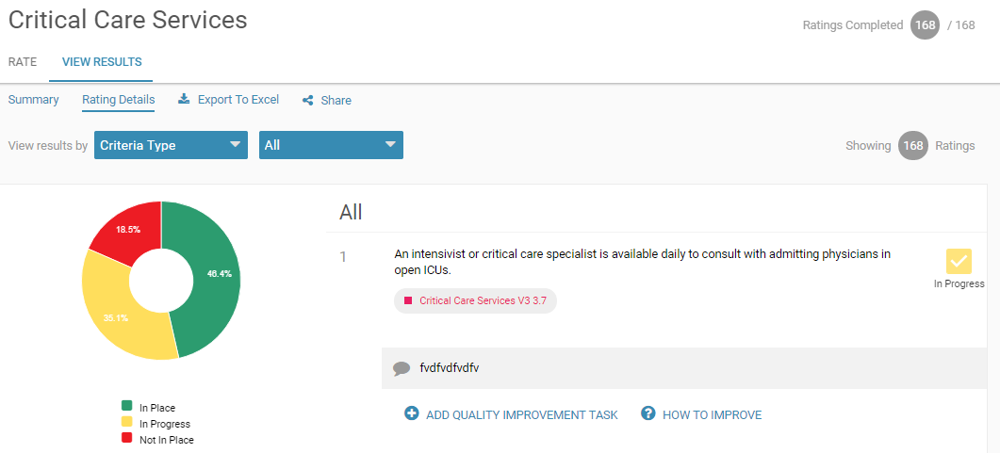 Critical Care Services
Ratings Completed 168 / 168
RATE VIEW RESULTS
Summary Rating Details Export To Excel Share
View results by Criteria Type All Showing 168 Ratings
18.5%
46.4%
35.1%
In Place
In Progress
Not In Place
All
1 An intensivist or critical care specialist is available daily to consult with admitting physicians in
open ICUs.
In Progress
Critical Care Services V3 3.7
fvdfvdfvdfv
ADD QUALITY IMPROVEMENT TASK HOW TO IMPROVE